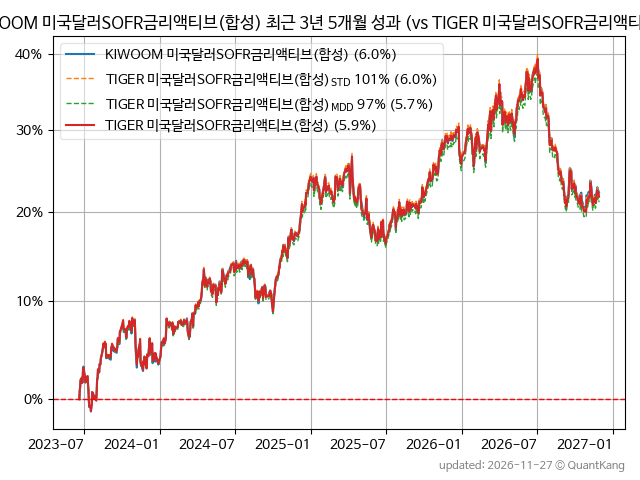 OOM 미국달러SOFR금리액티브(합성) 최근 3년 5개월 성과 (vs TIGER 미국달러SOFR금리액티
KIWOOM 미국달러SOFR금리액티브(합성) (6.0%)
TIGER 미국달러SOFR금리액티브(합성) STD 101% (6.0%)
TIGER 미국달러SOFR금리액티브(합성) MDD 97% (5.7%)
TIGER 미국달러SOFR금리액티브(합성) (5.9%)
40%
30%
20%
10%
0%
2023-07 2024-01 2024-07 2025-01 2025-07 2026-01 2026-07 2027-01
updated: 2026-11-27 © QuantKang